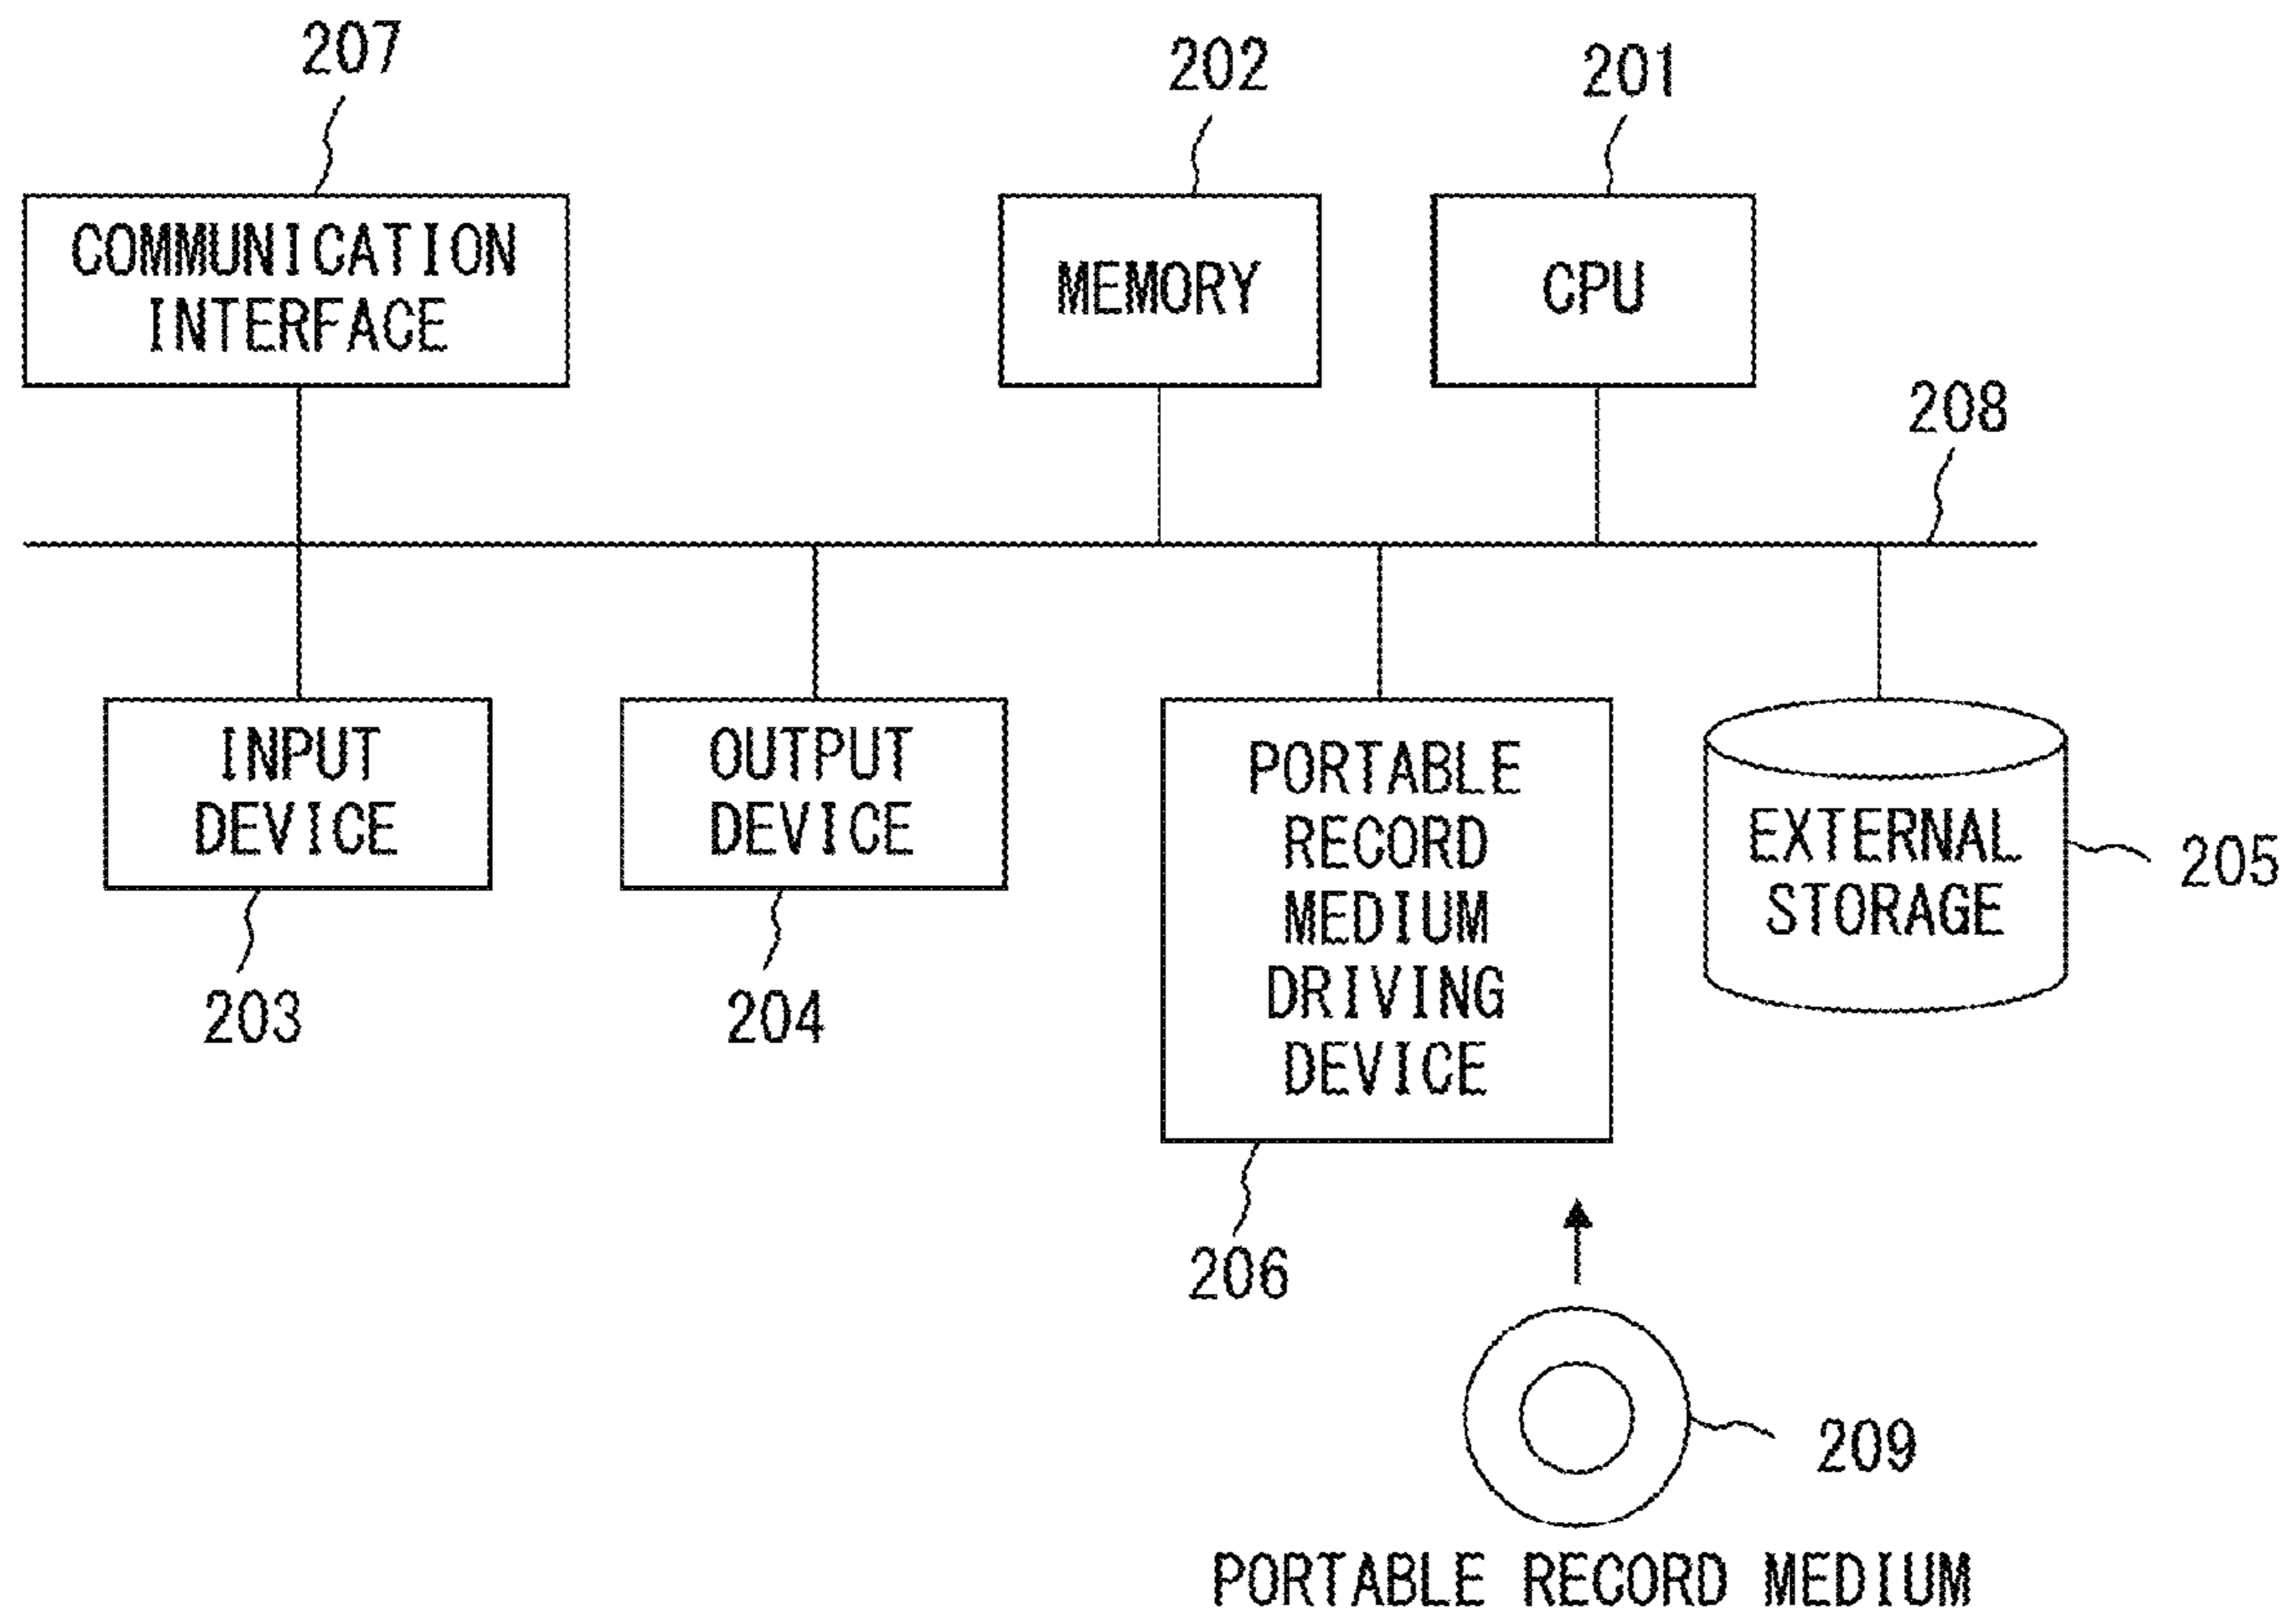 207
202
201
COMMUNICATION
INTERFACE
MEMORY
CPU
208
INPUT
DEVICE
OUTPUT
DEVICE
PORTABLE
RECORD
MEDIUM
DRIVING
DEVICE
EXTERNAL
STORAGE
205
203
204
206
209
PORTABLE RECORD MEDIUM